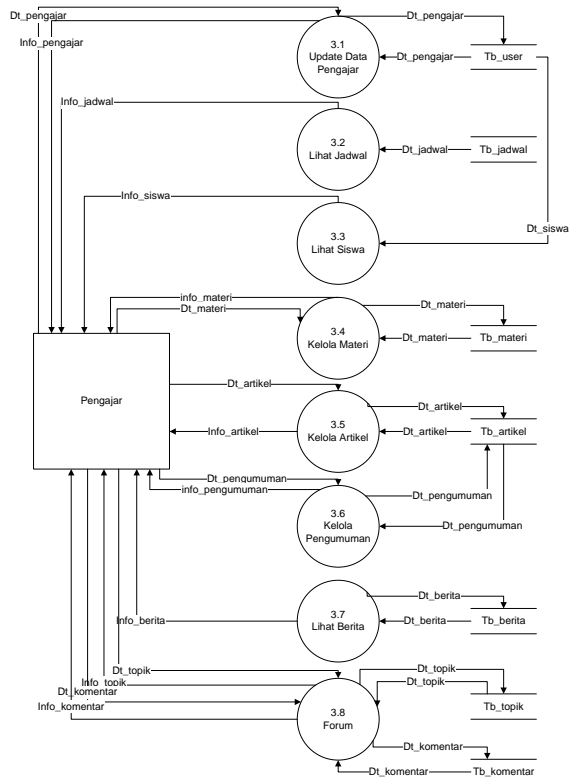 Dt_pengajar
Dt_pengajar
Info_pengajar
3.1
Update Data
Pengajar
Dt_pengajar
Tb_user
Info_jadwal
3.2
Lihat Jadwal
Dt_jadwal
Tb_jadwal
Info_siswa
3.3
Lihat Siswa
Dt_siswa
info_materi
Dt_materi
Dt_materi
3.4
Kelola Materi
Dt_materi
Tb_materi
Pengajar
Dt_artikel
Dt_artikel
Info_artikel
3.5
Kelola Artikel
Dt_artikel
Tb_artikel
Dt_pengumuman
info_pengumuman
Dt_pengumuman
3.6
Kelola
Pengumuman
Dt_pengumuman
Dt_berita
Info_berita
3.7
Lihat Berita
Dt_berita
Tb_berita
Dt_topik
Dt_topik
Info_topik
Dt_topik
Dt_komentar
Info_komentar
3.8
Forum
Tb_topik
Dt_komentar
Dt_komentar
Tb_komentar